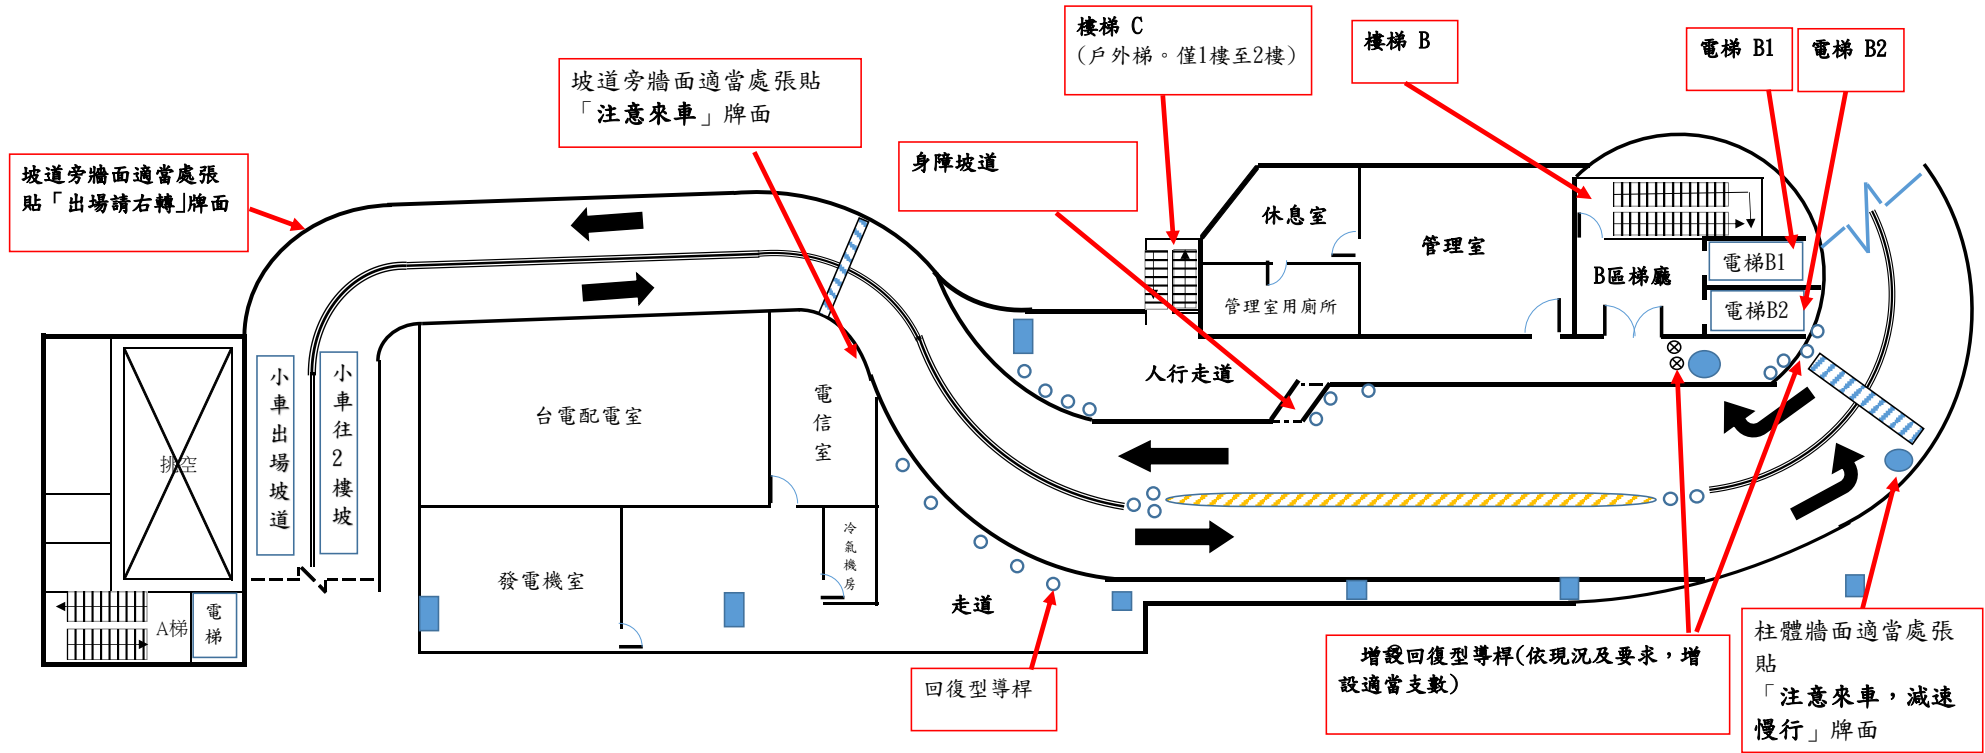 樓梯 C
(戶外梯。僅1樓至2樓)
樓梯 B
電梯 B1
電梯 B2
坡道旁牆面適當處張貼
「注意來車」牌面
身障坡道
坡道旁牆面適當處張
貼「出場請右轉」牌面
休息室
管理室
管理室用廁所
B區梯廳
電梯B1
電梯B2
人行走道
小車出場坡道
小車往2樓坡
挑空
台電配電室
電信室
冷氣機房
發電機室
走道
A梯
電梯
回復型導桿
增設回復型導桿(依現況及要求，增
設適當支數)
柱體牆面適當處張
貼
「注意來車，減速
慢行」牌面